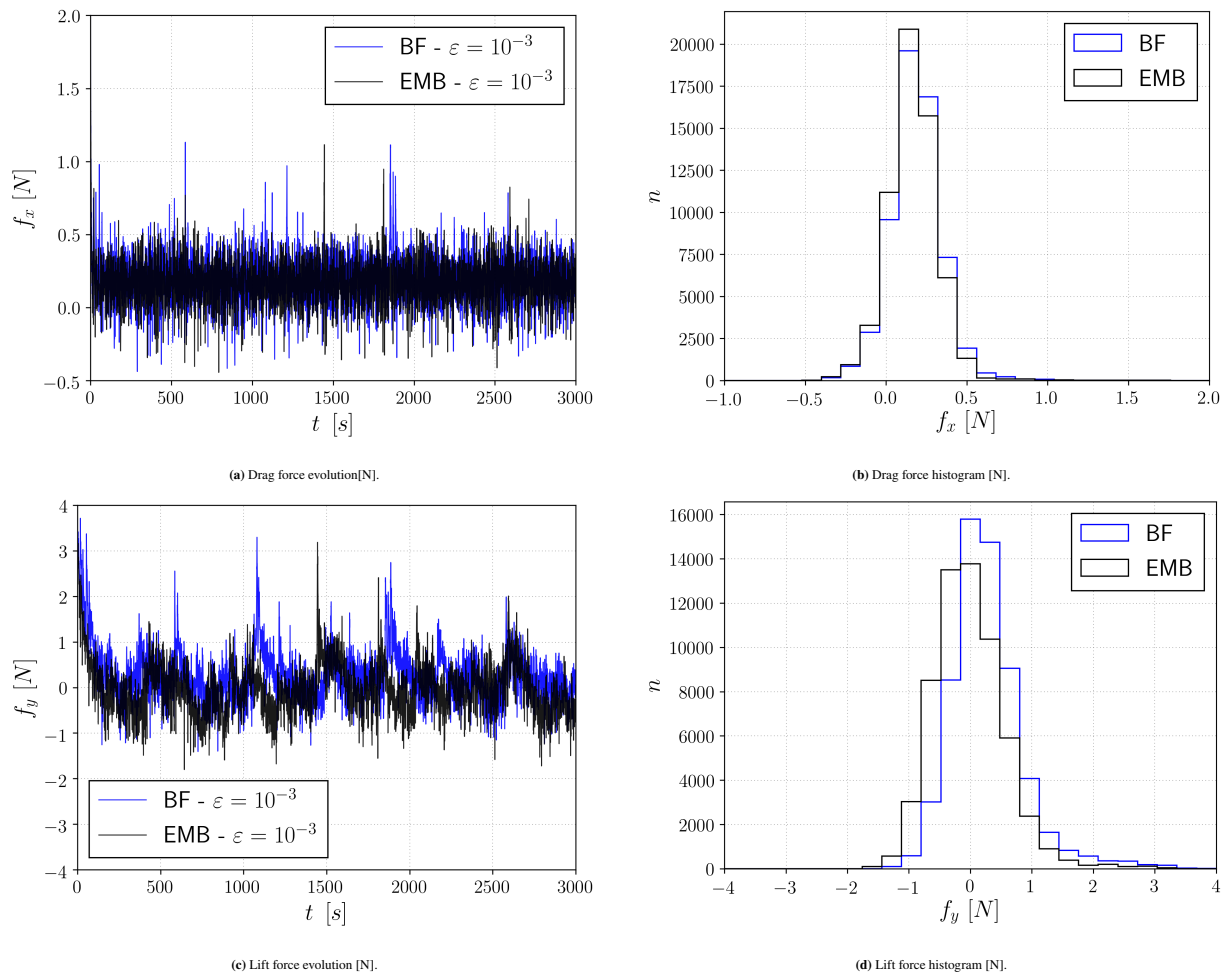 2.0
1.5
1.0
0.5
0.0
−0.5
f_x [N]
0 500 1000 1500 2000 2500 3000
t [s]
BF - ε = 10⁻³
EMB - ε = 10⁻³
(a) Drag force evolution[N].
20000
17500
15000
12500
10000
7500
5000
2500
0
n
−1.0 −0.5 0.0 0.5 1.0 1.5 2.0
f_x [N]
BF
EMB
(b) Drag force histogram [N].
4
3
2
1
0
−1
−2
−3
−4
f_y [N]
0 500 1000 1500 2000 2500 3000
t [s]
BF - ε = 10⁻³
EMB - ε = 10⁻³
(c) Lift force evolution [N].
16000
14000
12000
10000
8000
6000
4000
2000
0
n
−4 −3 −2 −1 0 1 2 3 4
f_y [N]
BF
EMB
(d) Lift force histogram [N].